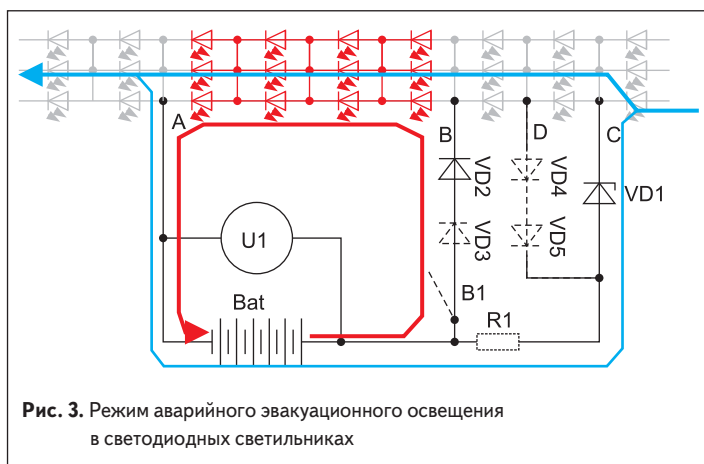 A
B
D
C
VD2
VD4
VD1
U1
VD3
VD5
B1
Bat
R1
Рис. 3. Режим аварийного эвакуационного освещения
в светодиодных светильниках